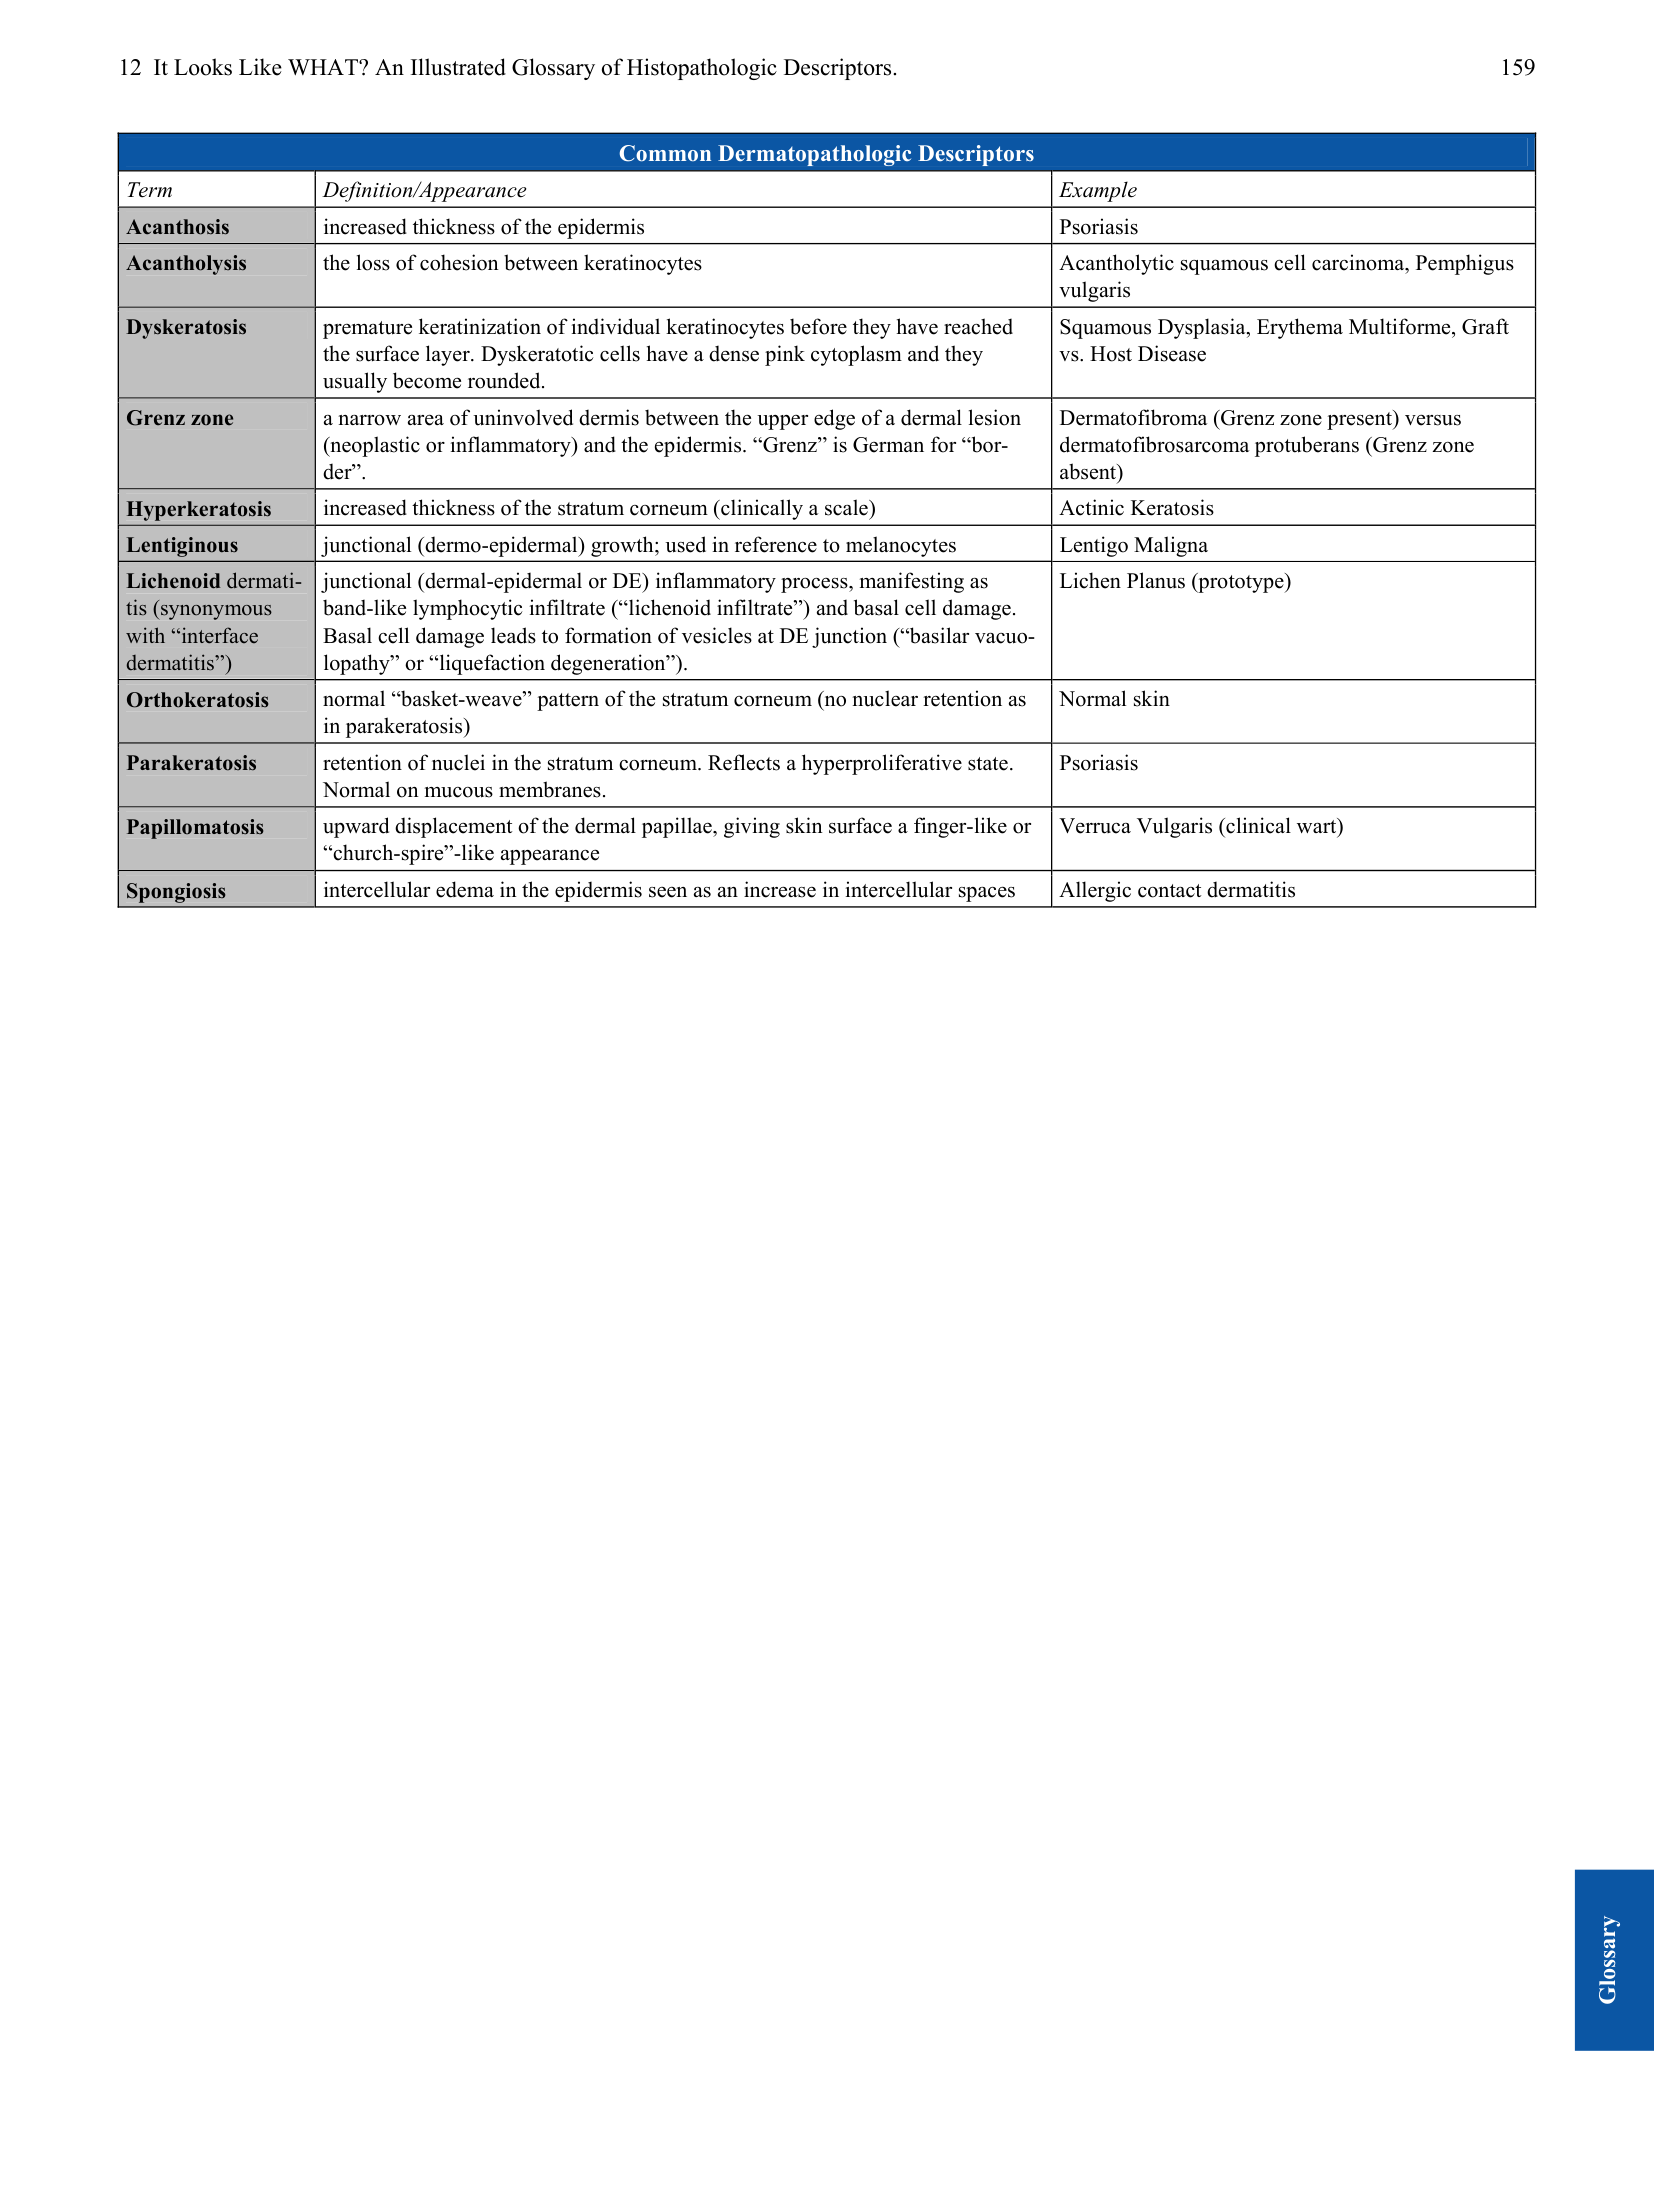 12 It Looks Like WHAT? An Illustrated Glossary of Histopathologic Descriptors.
159
Common Dermatopathologic Descriptors
Term
Definition/Appearance
Example
Acanthosis
increased thickness of the epidermis
Psoriasis
Acantholysis
the loss of cohesion between keratinocytes
Acantholytic squamous cell carcinoma, Pemphigus
vulgaris
Dyskeratosis
premature keratinization of individual keratinocytes before they have reached
the surface layer. Dyskeratotic cells have a dense pink cytoplasm and they
usually become rounded.
Squamous Dysplasia, Erythema Multiforme, Graft
vs. Host Disease
Grenz zone
a narrow area of uninvolved dermis between the upper edge of a dermal lesion
(neoplastic or inflammatory) and the epidermis. “Grenz” is German for “bor-
der”.
Dermatofibroma (Grenz zone present) versus
dermatofibrosarcoma protuberans (Grenz zone
absent)
Hyperkeratosis
increased thickness of the stratum corneum (clinically a scale)
Actinic Keratosis
Lentiginous
junctional (dermo-epidermal) growth; used in reference to melanocytes
Lentigo Maligna
Lichenoid dermati-
tis (synonymous
with “interface
dermatitis”)
junctional (dermal-epidermal or DE) inflammatory process, manifesting as
band-like lymphocytic infiltrate (“lichenoid infiltrate”) and basal cell damage.
Basal cell damage leads to formation of vesicles at DE junction (“basilar vacuo-
lopathy” or “liquefaction degeneration”).
Lichen Planus (prototype)
Orthokeratosis
normal “basket-weave” pattern of the stratum corneum (no nuclear retention as
in parakeratosis)
Normal skin
Parakeratosis
retention of nuclei in the stratum corneum. Reflects a hyperproliferative state.
Normal on mucous membranes.
Psoriasis
Papillomatosis
upward displacement of the dermal papillae, giving skin surface a finger-like or
“church-spire”-like appearance
Verruca Vulgaris (clinical wart)
Spongiosis
intercellular edema in the epidermis seen as an increase in intercellular spaces
Allergic contact dermatitis
Glossary